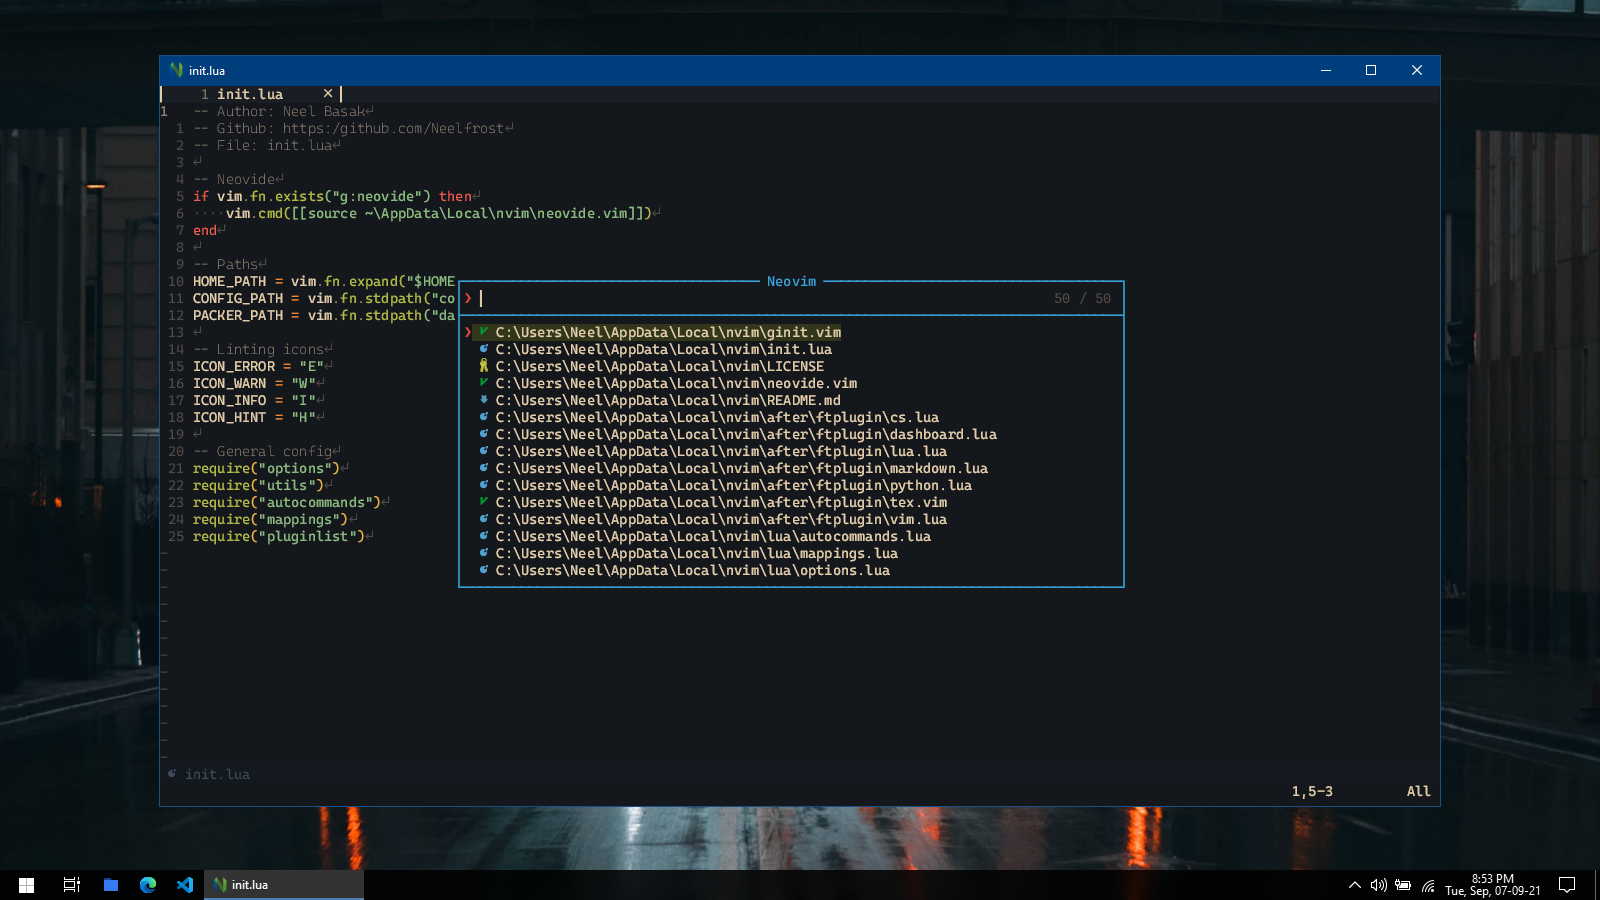 init.lua
1 init.lua ×
1 -- Author: Neel Basak↵
1 -- Github: https:/github.com/Neelfrost↵
2 -- File: init.lua↵
3 ↵
4 -- Neovide↵
5 if vim.fn.exists("g:neovide") then↵
6 ····vim.cmd([[source ~\AppData\Local\nvim\neovide.vim]])↵
7 end↵
8 ↵
9 -- Paths↵
10 HOME_PATH = vim.fn.expand("$HOME
11 CONFIG_PATH = vim.fn.stdpath("co
12 PACKER_PATH = vim.fn.stdpath("da
13 ↵
14 -- Linting icons↵
15 ICON_ERROR = "E"↵
16 ICON_WARN = "W"↵
17 ICON_INFO = "I"↵
18 ICON_HINT = "H"↵
19 ↵
20 -- General config↵
21 require("options")↵
22 require("utils")↵
23 require("autocommands")↵
24 require("mappings")↵
25 require("pluginlist")↵
Neovim
❯ 50 / 50
❯ C:\Users\Neel\AppData\Local\nvim\ginit.vim
C:\Users\Neel\AppData\Local\nvim\init.lua
C:\Users\Neel\AppData\Local\nvim\LICENSE
C:\Users\Neel\AppData\Local\nvim\neovide.vim
C:\Users\Neel\AppData\Local\nvim\README.md
C:\Users\Neel\AppData\Local\nvim\after\ftplugin\cs.lua
C:\Users\Neel\AppData\Local\nvim\after\ftplugin\dashboard.lua
C:\Users\Neel\AppData\Local\nvim\after\ftplugin\lua.lua
C:\Users\Neel\AppData\Local\nvim\after\ftplugin\markdown.lua
C:\Users\Neel\AppData\Local\nvim\after\ftplugin\python.lua
C:\Users\Neel\AppData\Local\nvim\after\ftplugin\tex.vim
C:\Users\Neel\AppData\Local\nvim\after\ftplugin\vim.lua
C:\Users\Neel\AppData\Local\nvim\lua\autocommands.lua
C:\Users\Neel\AppData\Local\nvim\lua\mappings.lua
C:\Users\Neel\AppData\Local\nvim\lua\options.lua
init.lua
1,5-3 All
init.lua
8:53 PM
Tue, Sep, 07-09-21